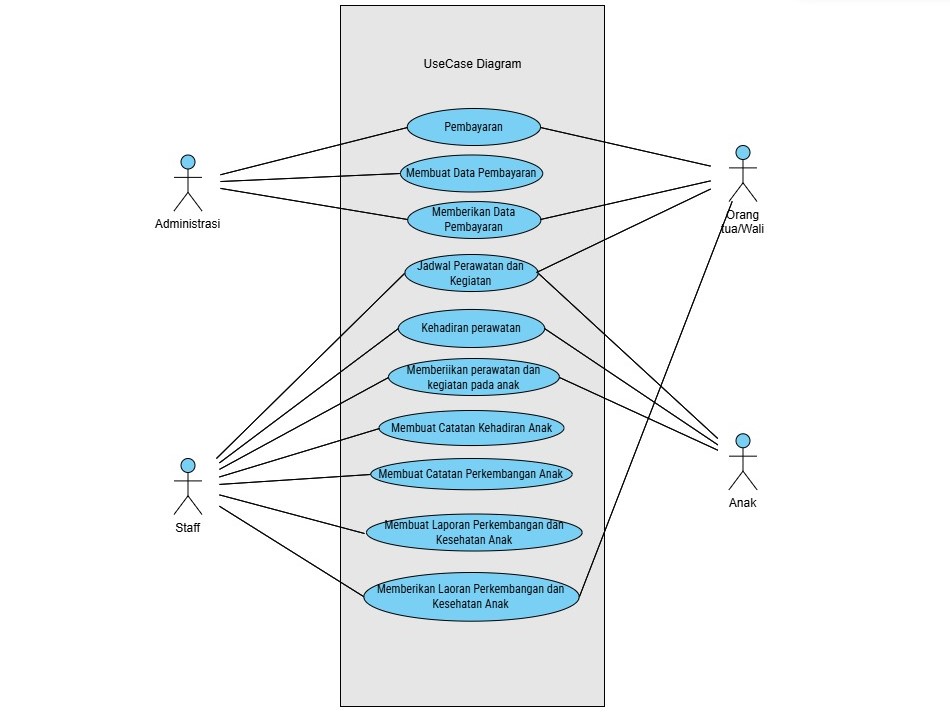 UseCase Diagram
Pembayaran
Membuat Data Pembayaran
Memberikan Data
Pembayaran
Jadwal Perawatan dan
Kegiatan
Kehadiran perawatan
Memberiikan perawatan dan
kegiatan pada anak
Membuat Catatan Kehadiran Anak
Membuat Catatan Perkembangan Anak
Membuat Laporan Perkembangan dan
Kesehatan Anak
Memberikan Laoran Perkembangan dan
Kesehatan Anak
Administrasi
Staff
Orang
tua/Wali
Anak